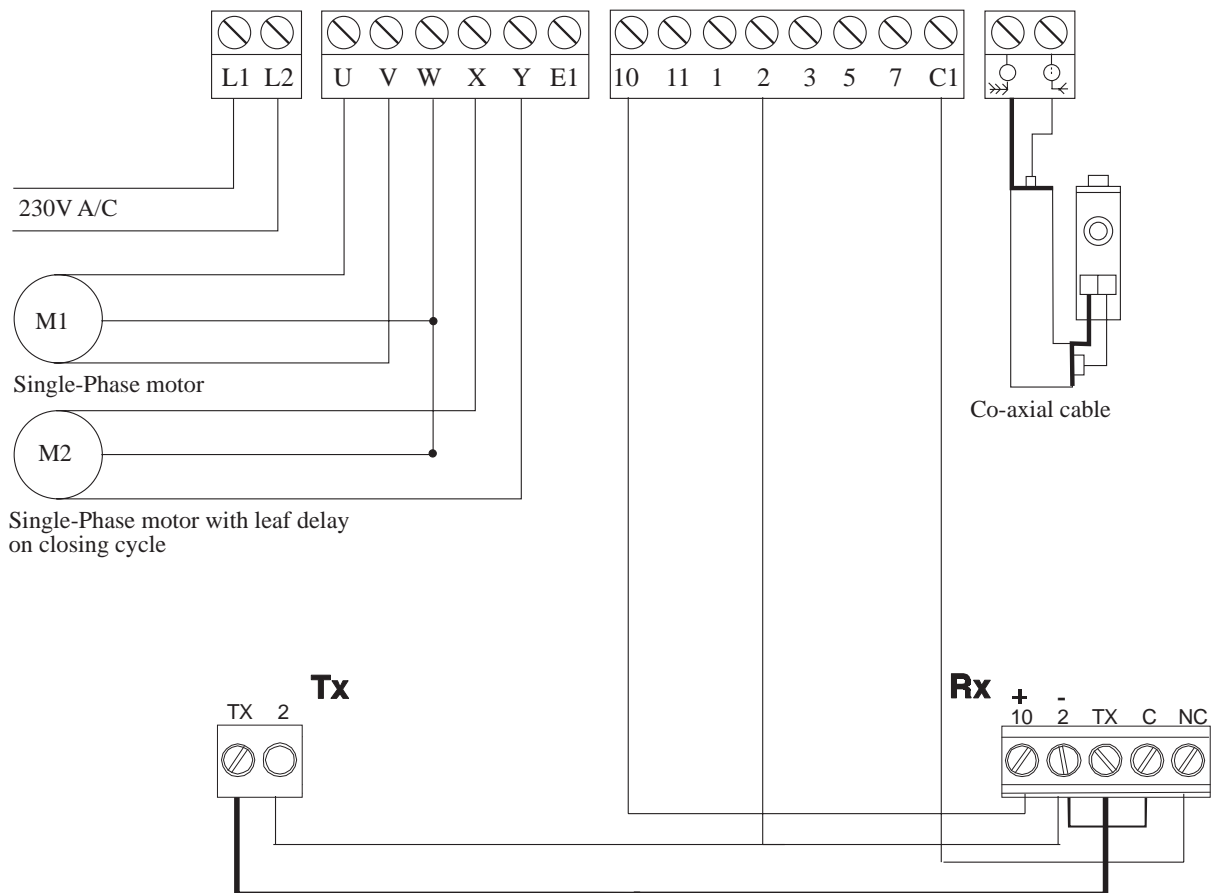 L1 L2 U V W X Y E1 10 11 1 2 3 5 7 C1
230V A/C
M1
Single-Phase motor
Co-axial cable
M2
Single-Phase motor with leaf delay
on closing cycle
Tx
TX 2
Rx
+ -
10 2 TX C NC